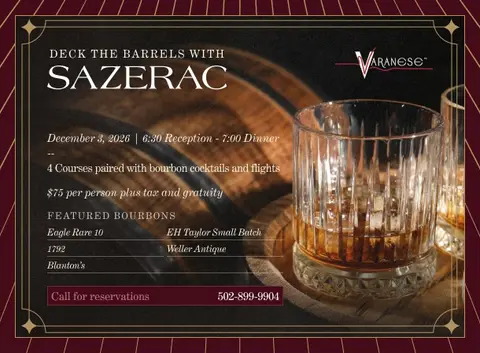 DECK THE BARRELS WITH
SAZERAC
VARANESE
December 3, 2026 | 6:30 Reception - 7:00 Dinner
--
4 Courses paired with bourbon cocktails and flights
$75 per person plus tax and gratuity
FEATURED BOURBONS
Eagle Rare 10
EH Taylor Small Batch
1792
Weller Antique
Blanton's
Call for reservations
502-899-9904